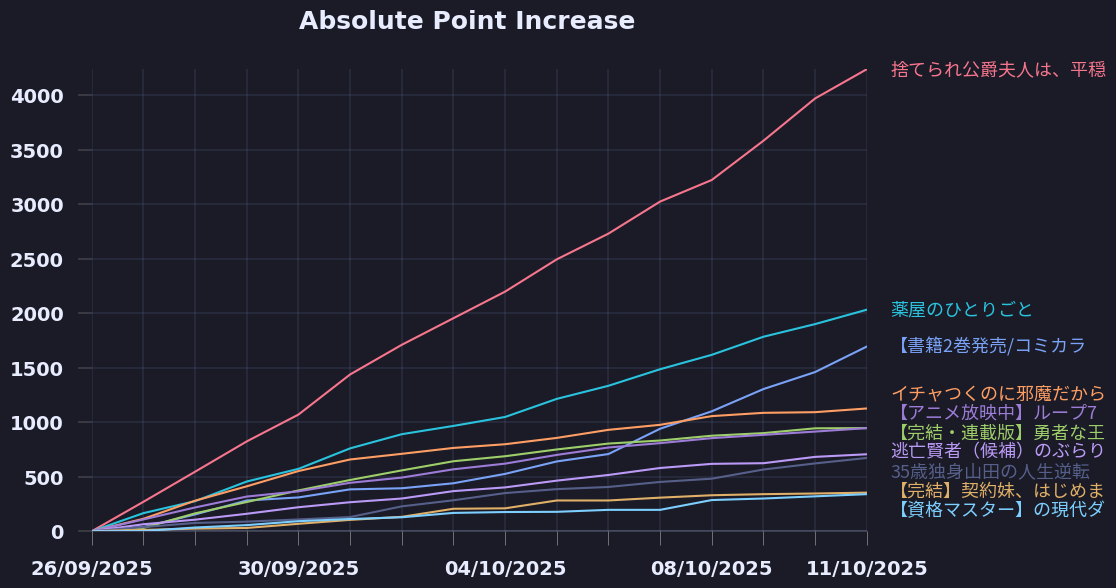 Absolute Point Increase
4000
3500
3000
2500
2000
1500
1000
500
0
26/09/2025
30/09/2025
04/10/2025
08/10/2025
11/10/2025
捨てられ公爵夫人は、平穏
薬屋のひとりごと
【書籍2巻発売/コミカラ
イチャつくのに邪魔だから
【アニメ放映中】ループ7
【完結・連載版】勇者な王
逃亡賢者（候補）のぶらり
35歳独身山田の人生逆転
【完結】契約妹、はじめま
【資格マスター】の現代ダ